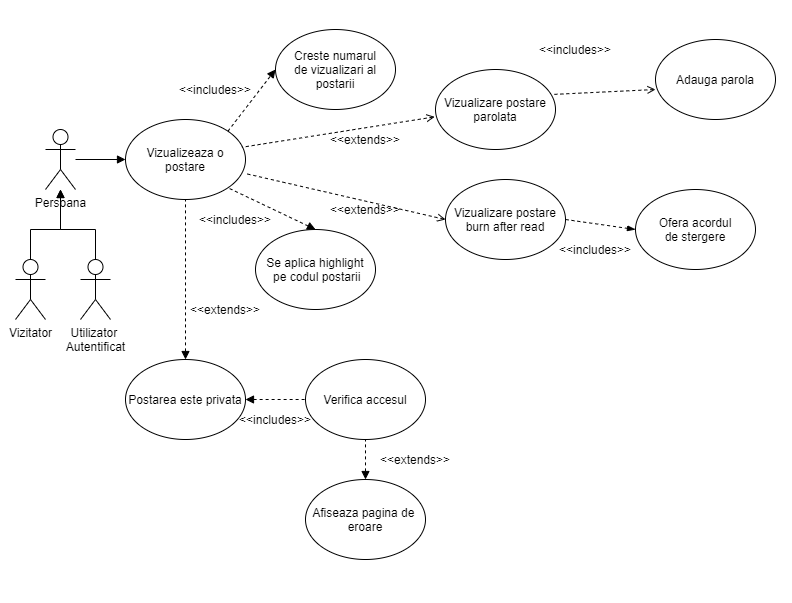 Creste numarul
de vizualizari al
postarii
<<includes>>
<<includes>>
Adauga parola
Vizualizare postare
parolata
<<extends>>
Vizualizeaza o
postare
Persoana
<<includes>>
<<extends>>
Vizualizare postare
burn after read
Ofera acordul
de stergere
<<includes>>
Se aplica highlight
pe codul postarii
<<extends>>
Vizitator
Utilizator
Autentificat
Postarea este privata
Verifica accesul
<<includes>>
<<extends>>
Afiseaza pagina de
eroare